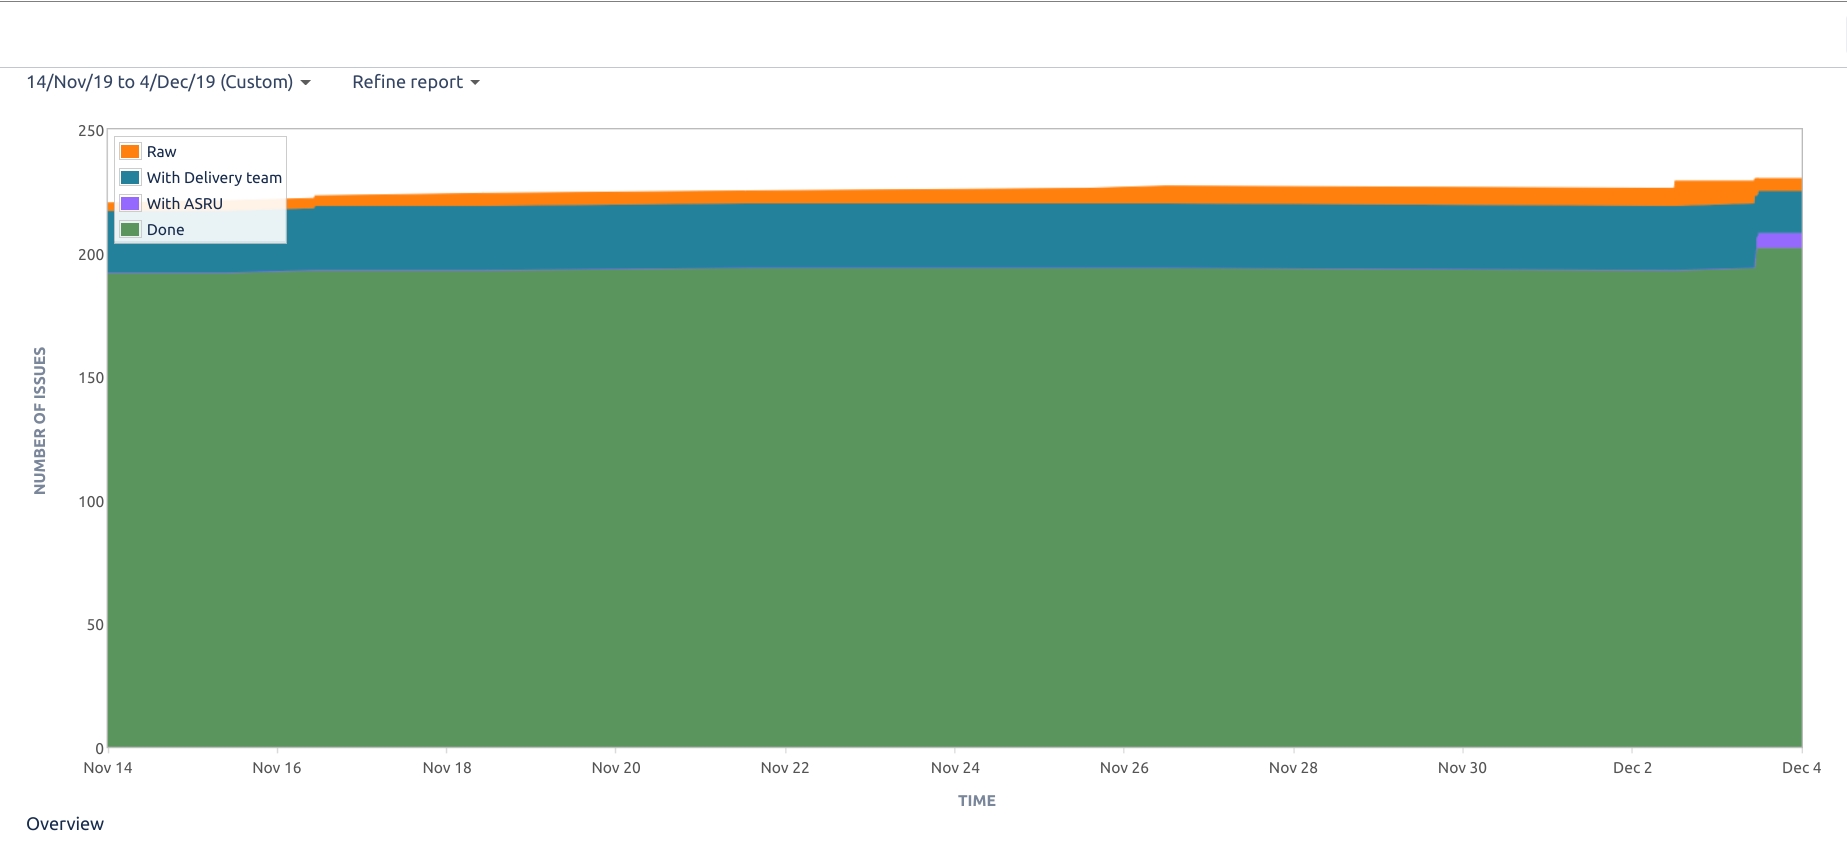 14/Nov/19 to 4/Dec/19 (Custom) Refine report
250
Raw
With Delivery team
With ASRU
Done
200
150
100
50
0
NUMBER OF ISSUES
Nov 14 Nov 16 Nov 18 Nov 20 Nov 22 Nov 24 Nov 26 Nov 28 Nov 30 Dec 2 Dec 4
TIME
Overview